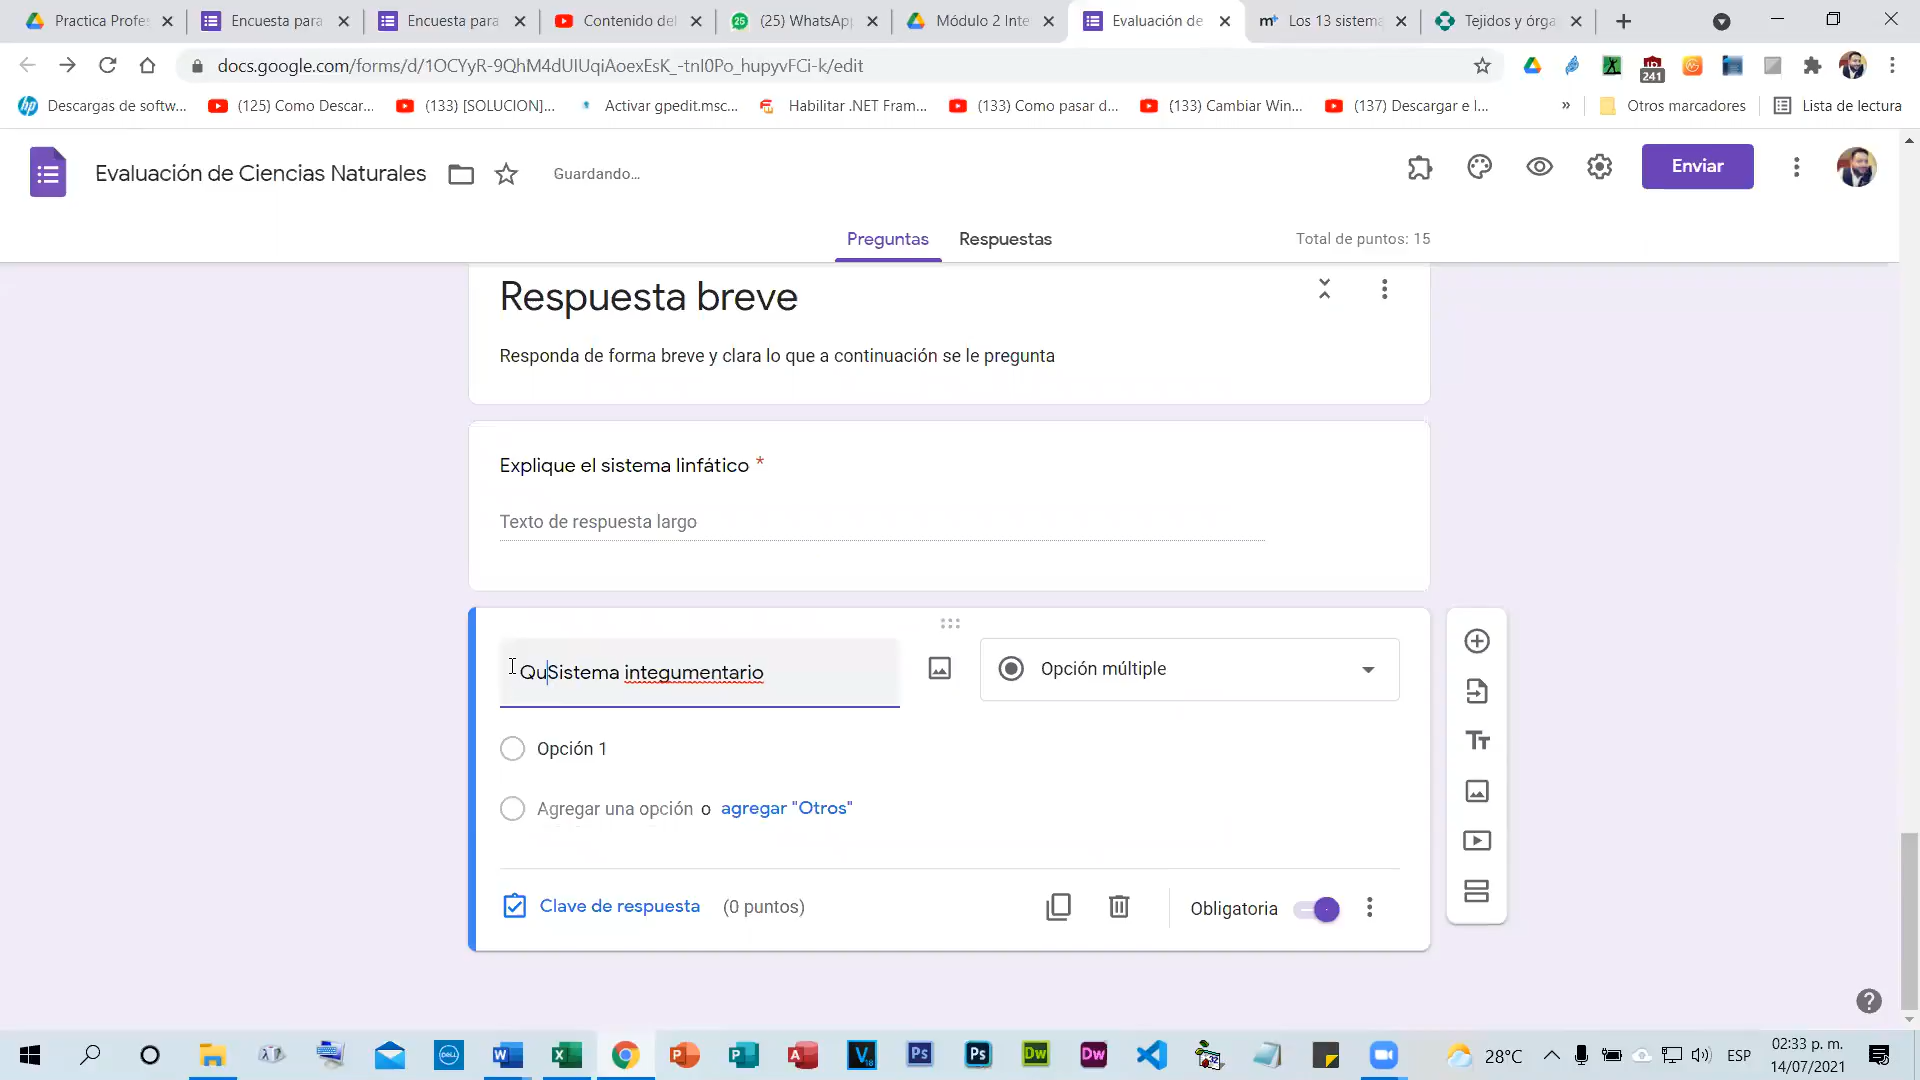 Practica Profes
Encuesta para
Encuesta para
Contenido del
(25) WhatsApp
Módulo 2 Inte
Evaluación de
Los 13 sistema
Tejidos y órga
docs.google.com/forms/d/1OCYyR-9QhM4dUIUqiAoexEsK_-tnI0Po_hupyvFCi-k/edit
241
Descargas de softw...
(125) Como Descar...
(133) [SOLUCION]...
Activar gpedit.msc...
Habilitar .NET Fram...
(133) Como pasar d...
(133) Cambiar Win...
(137) Descargar e I...
»
Otros marcadores
Lista de lectura
Evaluación de Ciencias Naturales
Guardando...
Enviar
Preguntas
Respuestas
Total de puntos: 15
Respuesta breve
Responda de forma breve y clara lo que a continuación se le pregunta
Explique el sistema linfático *
Texto de respuesta largo
QuSistema integumentario
Opción múltiple
Opción 1
Agregar una opción o agregar "Otros"
Clave de respuesta
(0 puntos)
Obligatoria
28°C
ESP
02:33 p. m.
14/07/2021